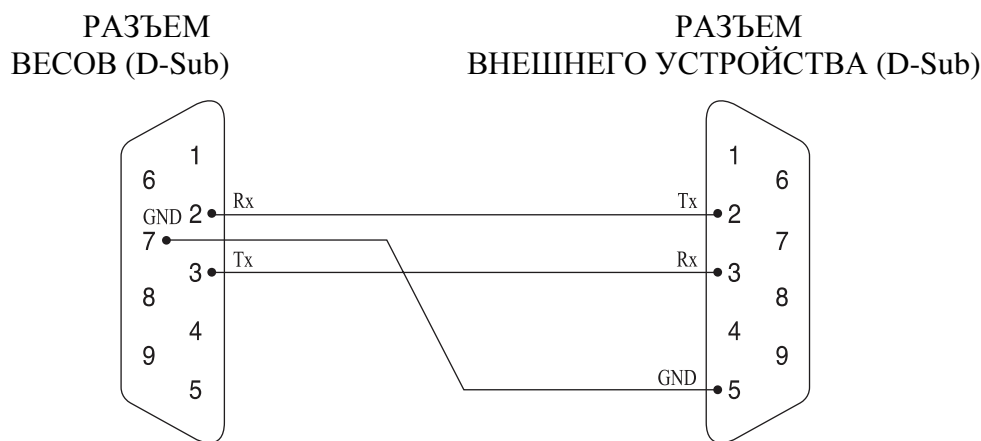 РАЗЪЕМ
ВЕСОВ (D-Sub)
РАЗЪЕМ
ВНЕШНЕГО УСТРОЙСТВА (D-Sub)
1
6
Rx
GND 2
7
Tx
3
8
4
9
5
1
6
Tx
2
7
Rx
3
8
4
9
GND
5